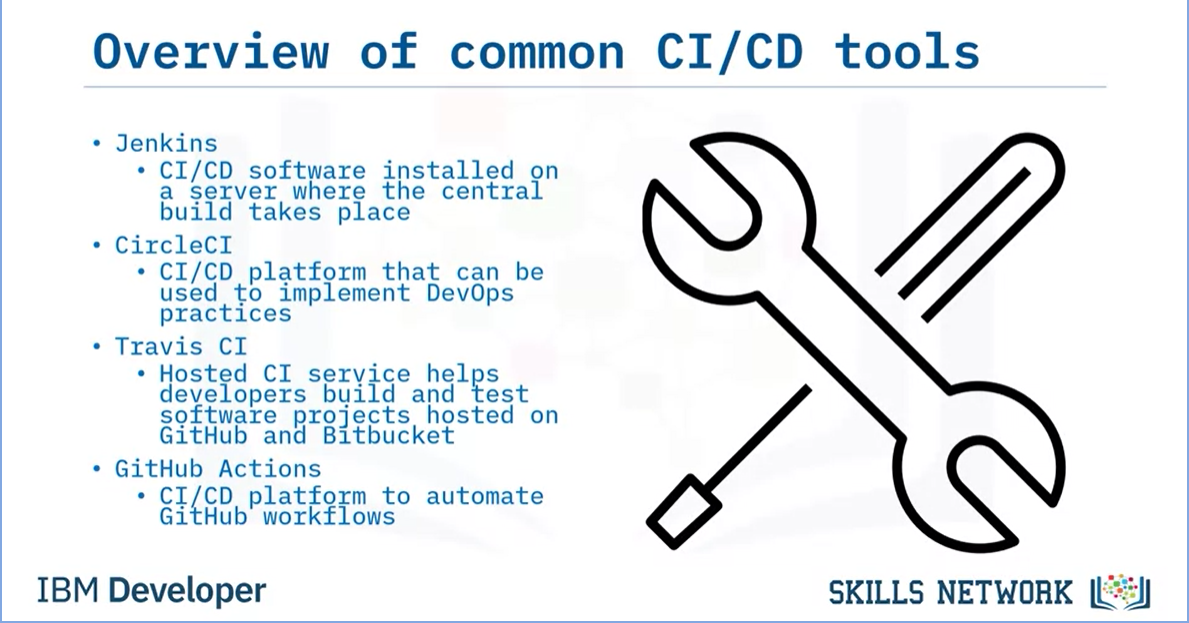 Overview of common CI/CD tools
• Jenkins
• CI/CD software installed on
a server where the central
build takes place
• CircleCI
• CI/CD platform that can be
used to implement DevOps
practices
• Travis CI
• Hosted CI service helps
developers build and test
software projects hosted on
GitHub and Bitbucket
• GitHub Actions
• CI/CD platform to automate
GitHub workflows
IBM Developer
SKILLS NETWORK